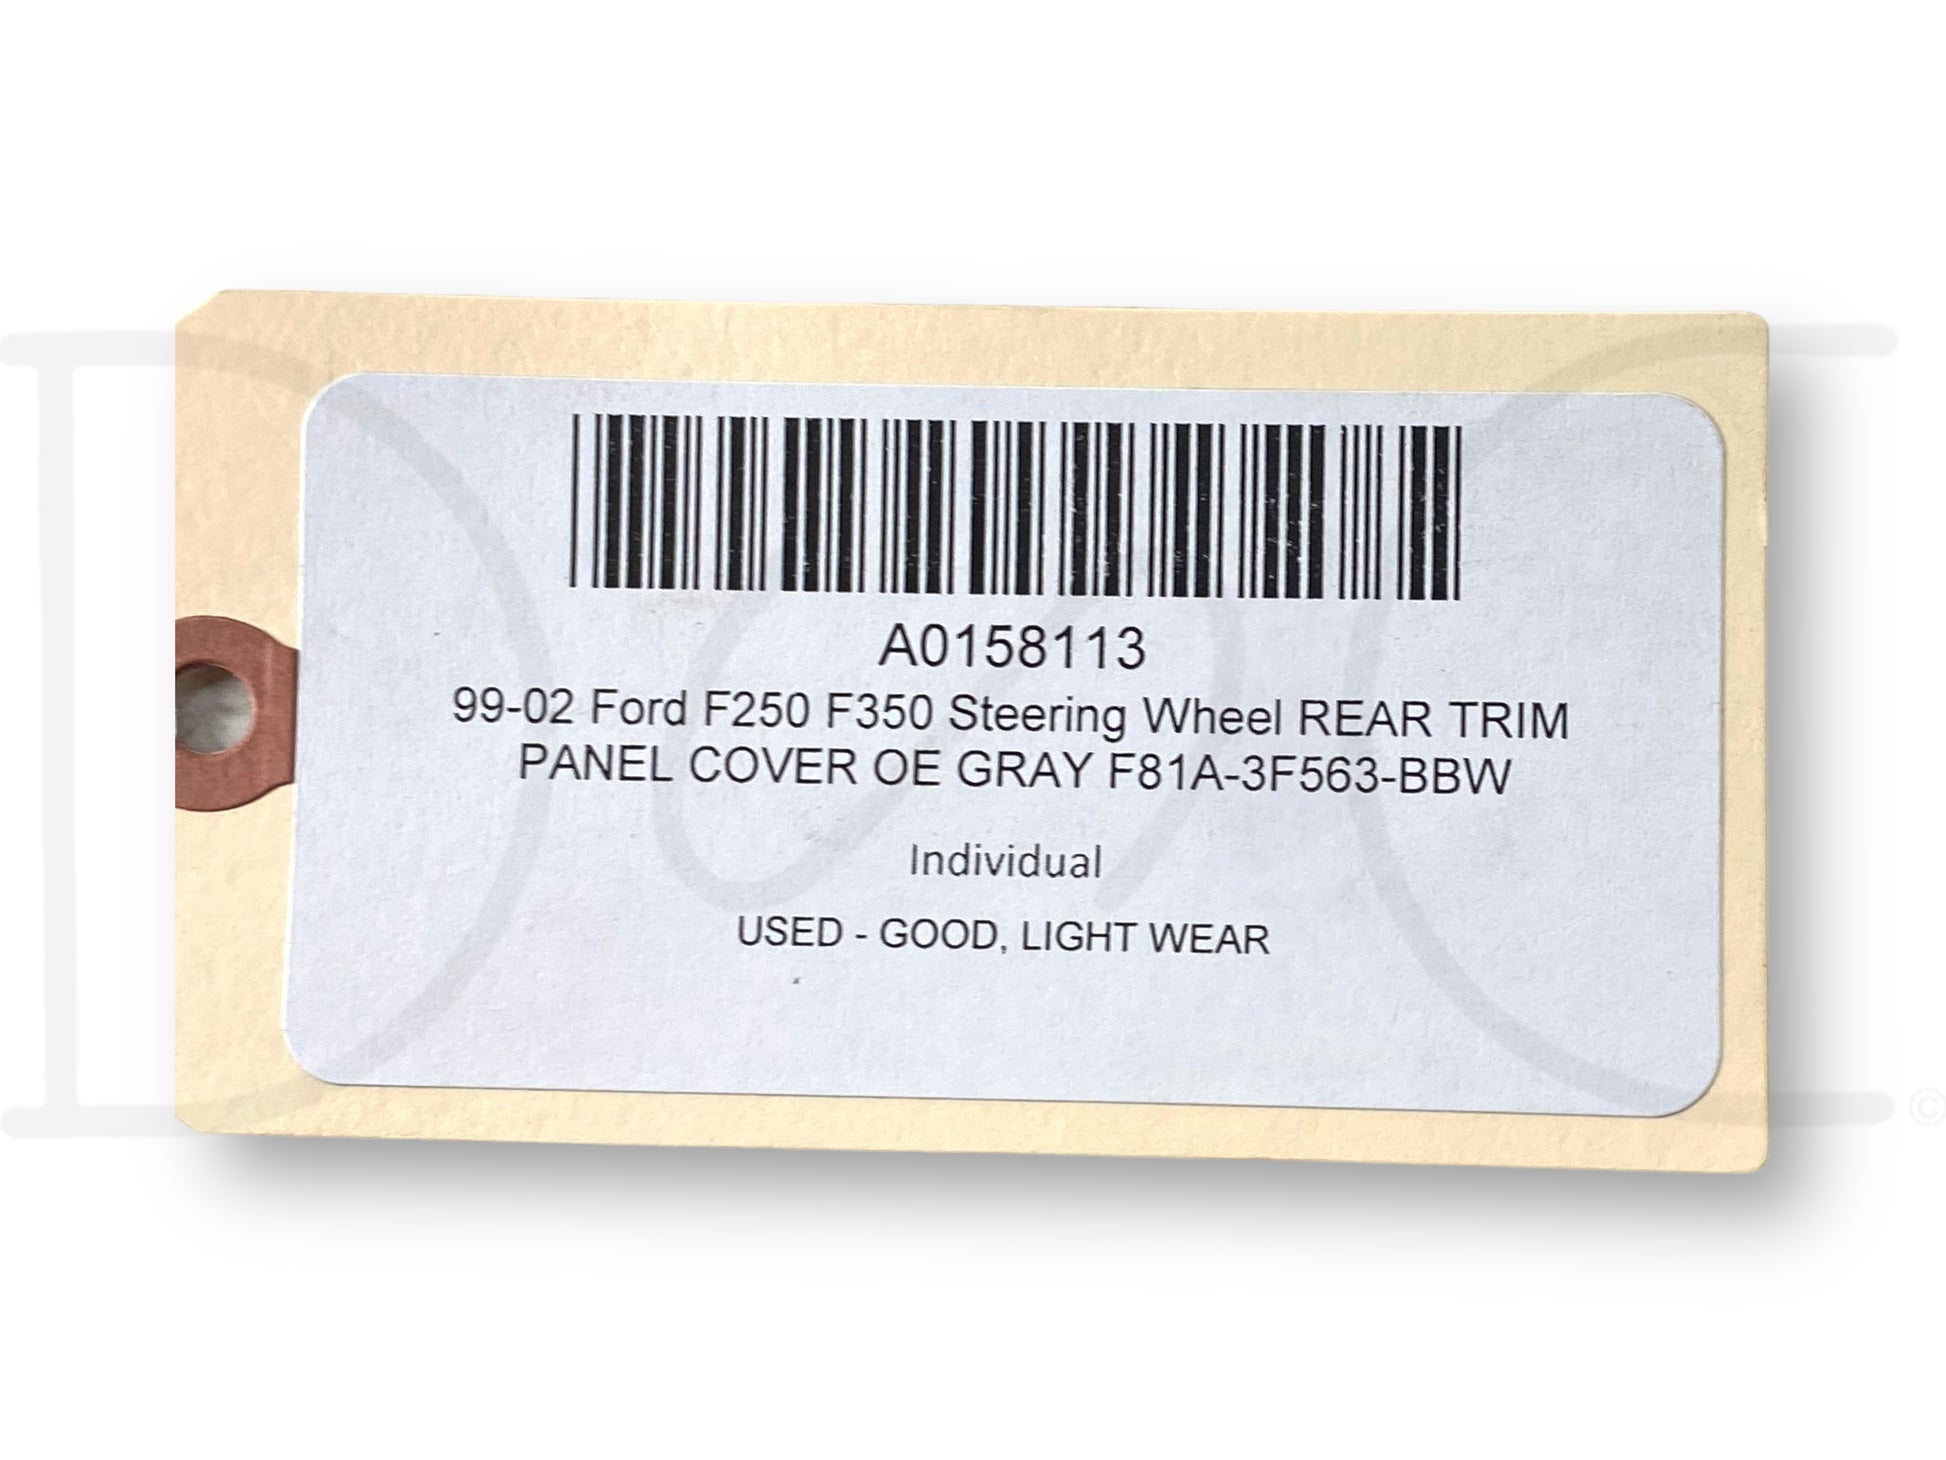 A0158113
99-02 Ford F250 F350 Steering Wheel REAR TRIM
PANEL COVER OE GRAY F81A-3F563-BBW
Individual
USED - GOOD, LIGHT WEAR
©